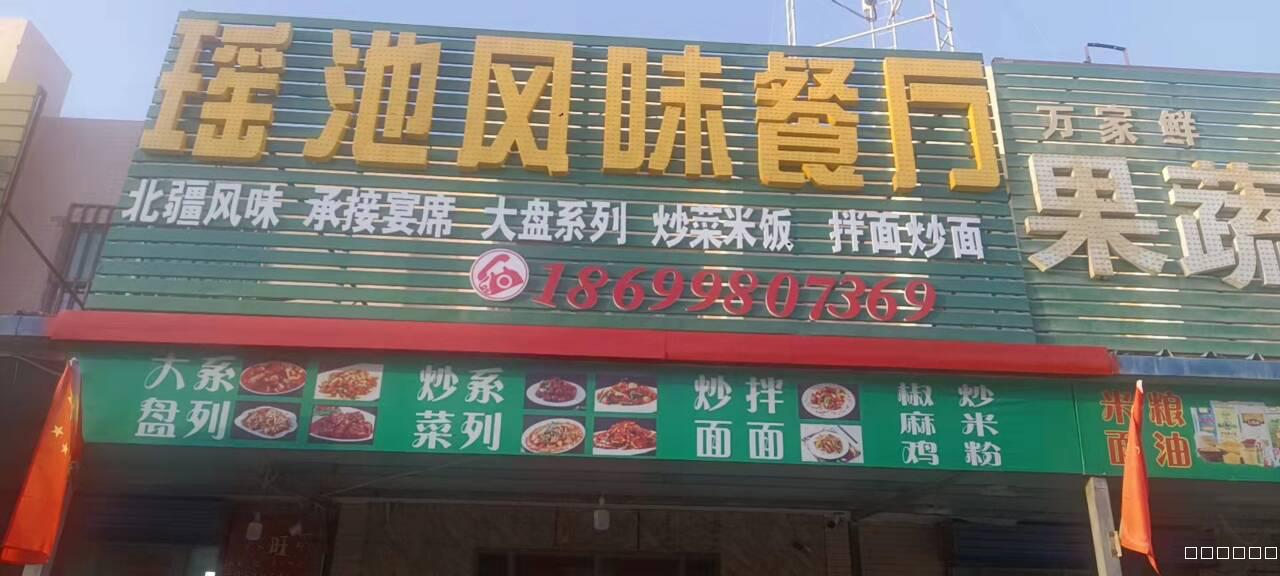 瑶池风味餐厅
北疆风味 承接宴席 大盘系列 炒菜米饭 拌面炒面
18699807369
万家鲜
果蔬
大盘系列
炒菜系列
炒面 拌面
椒麻鸡 炒米粉
米面粮油
旺